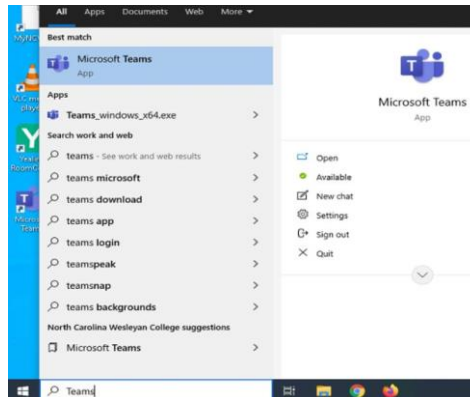 All Apps Documents Web More
Best match
Microsoft Teams
App
Apps
Teams_windows_x64.exe
Search work and web
teams - See work and web results
teams microsoft
teams download
teams app
teams login
teamspeak
teamsnap
teams backgrounds
North Carolina Wesleyan College suggestions
Microsoft Teams
Teams
Microsoft Teams
App
Open
Available
New chat
Settings
Sign out
Quit